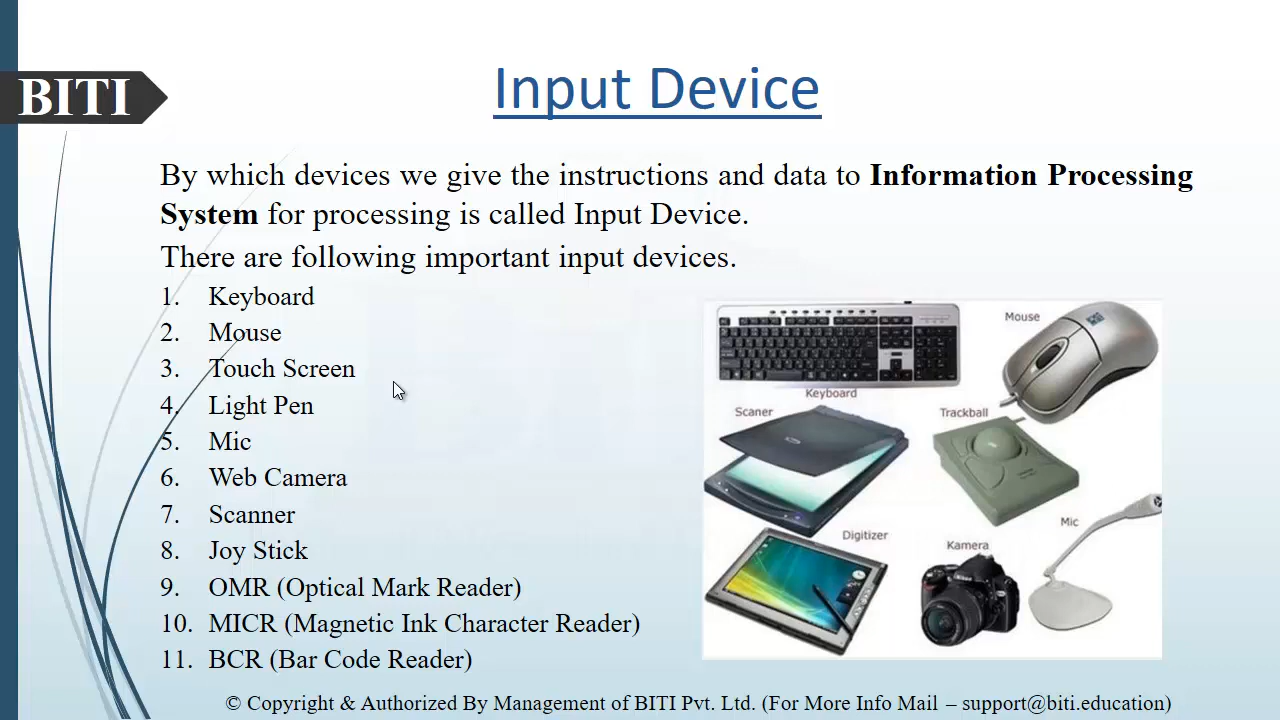 BITI
Input Device
By which devices we give the instructions and data to Information Processing
System for processing is called Input Device.
There are following important input devices.
1. Keyboard
2. Mouse
3. Touch Screen
4. Light Pen
5. Mic
6. Web Camera
7. Scanner
8. Joy Stick
9. OMR (Optical Mark Reader)
10. MICR (Magnetic Ink Character Reader)
11. BCR (Bar Code Reader)
Mouse
Keyboard
Scaner
Trackball
Mic
Digitizer
Kamera
© Copyright & Authorized By Management of BITI Pvt. Ltd. (For More Info Mail – support@biti.education)